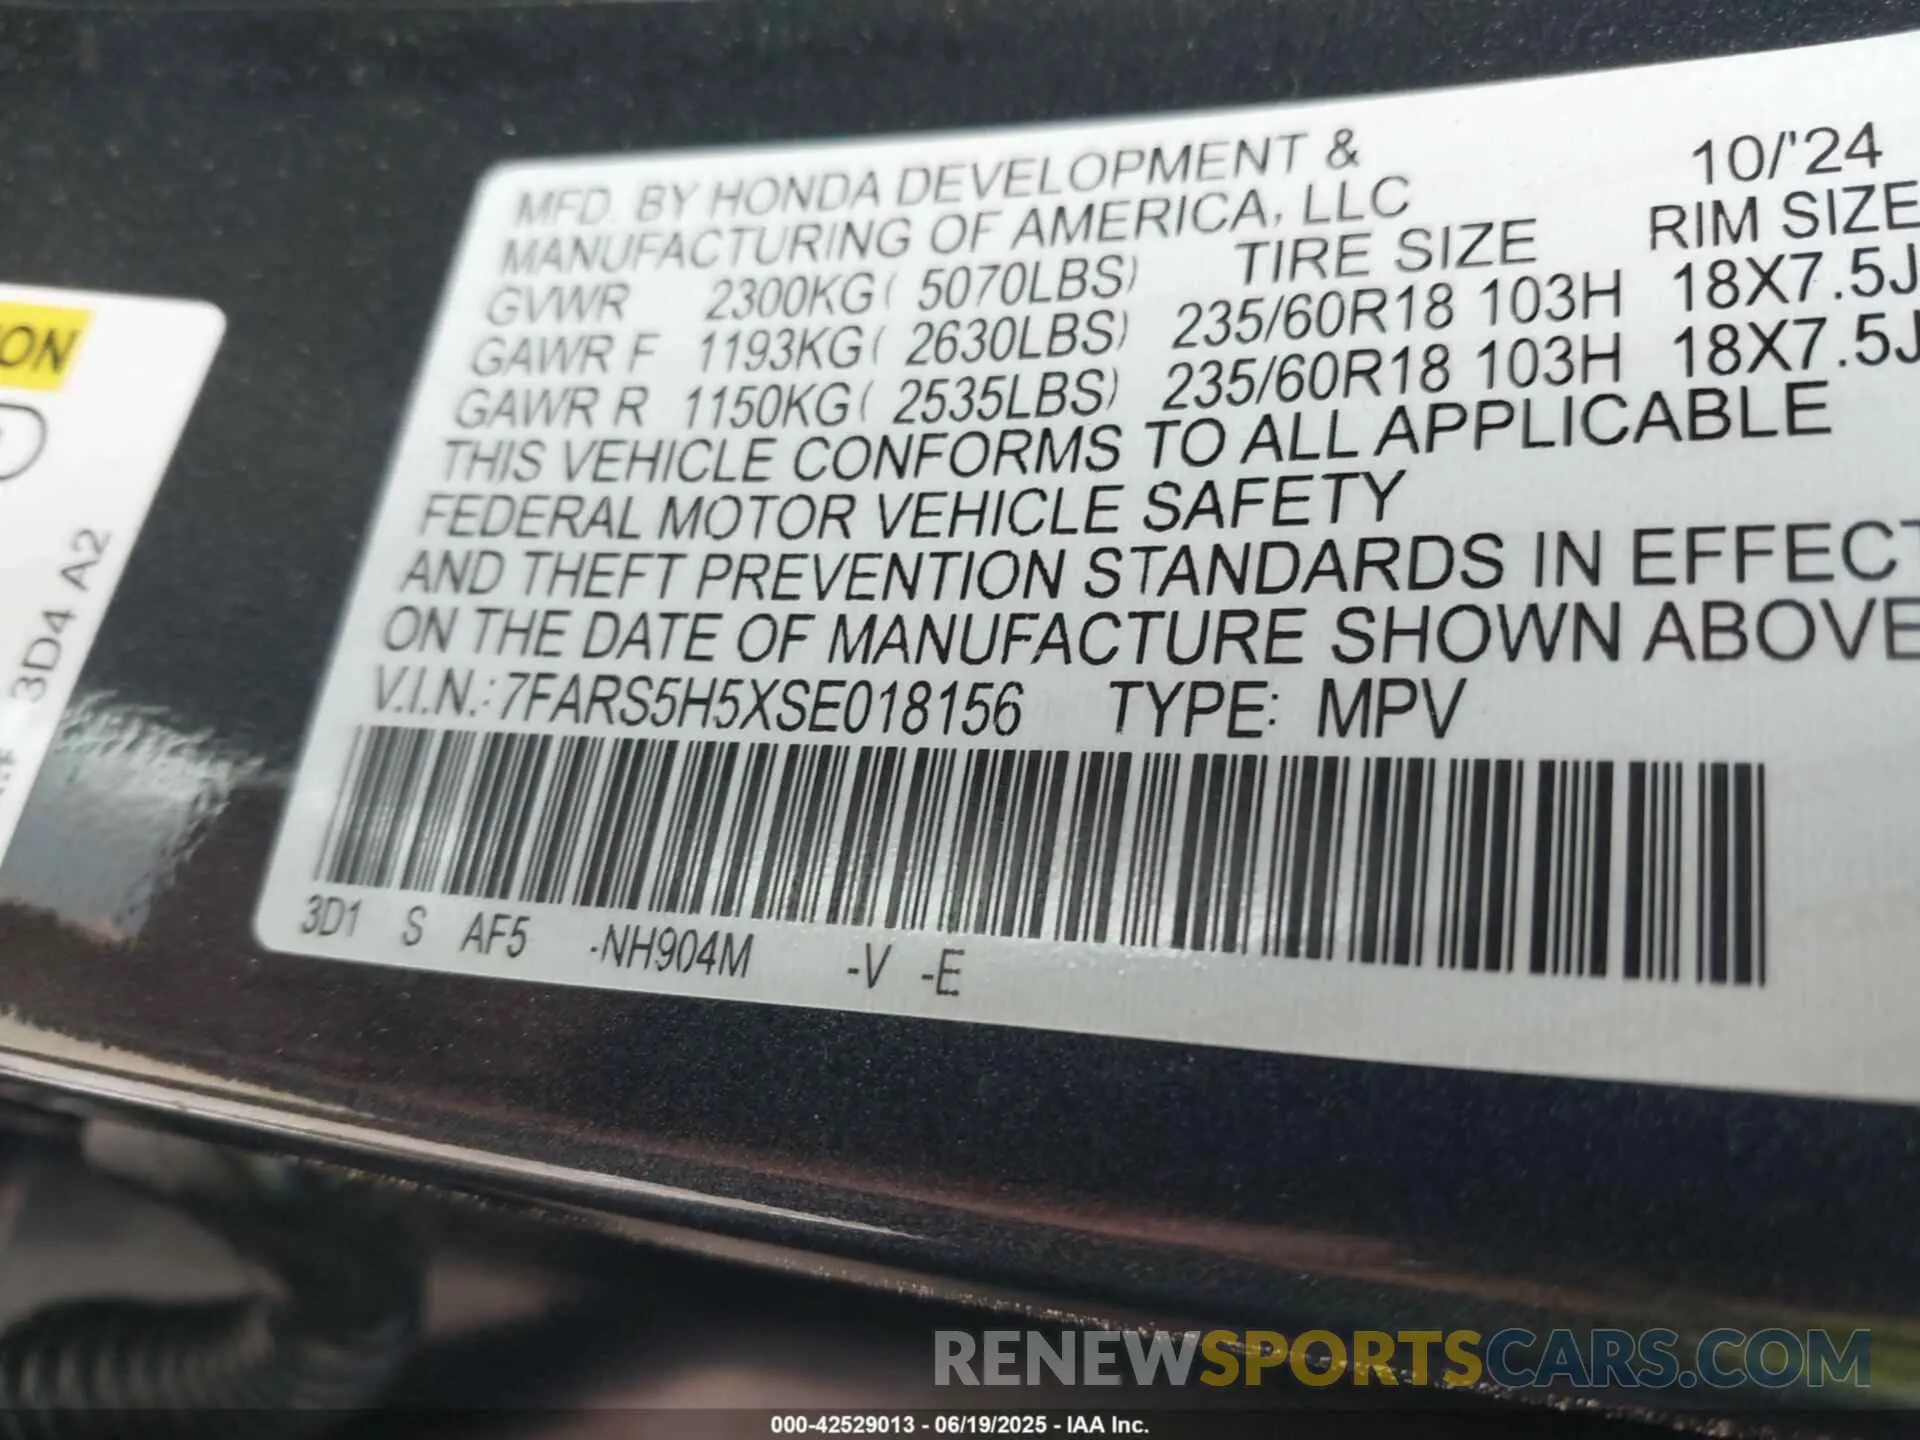 MFD. BY HONDA DEVELOPMENT & 10/'24
MANUFACTURING OF AMERICA, LLC
TIRE SIZE RIM SIZE
GVWR 2300KG( 5070LBS)
GAWR F 1193KG( 2630LBS) 235/60R18 103H 18X7.5J
GAWR R 1150KG( 2535LBS) 235/60R18 103H 18X7.5J
THIS VEHICLE CONFORMS TO ALL APPLICABLE
FEDERAL MOTOR VEHICLE SAFETY
AND THEFT PREVENTION STANDARDS IN EFFECT
ON THE DATE OF MANUFACTURE SHOWN ABOVE
V.I.N.: 7FARS5H5XSE018156 TYPE: MPV
3D1 S AF5 -NH904M -V -E
ON
3D4 A2
RENEWSPORTSCARS.COM
000-42529013 - 06/19/2025 - IAA Inc.